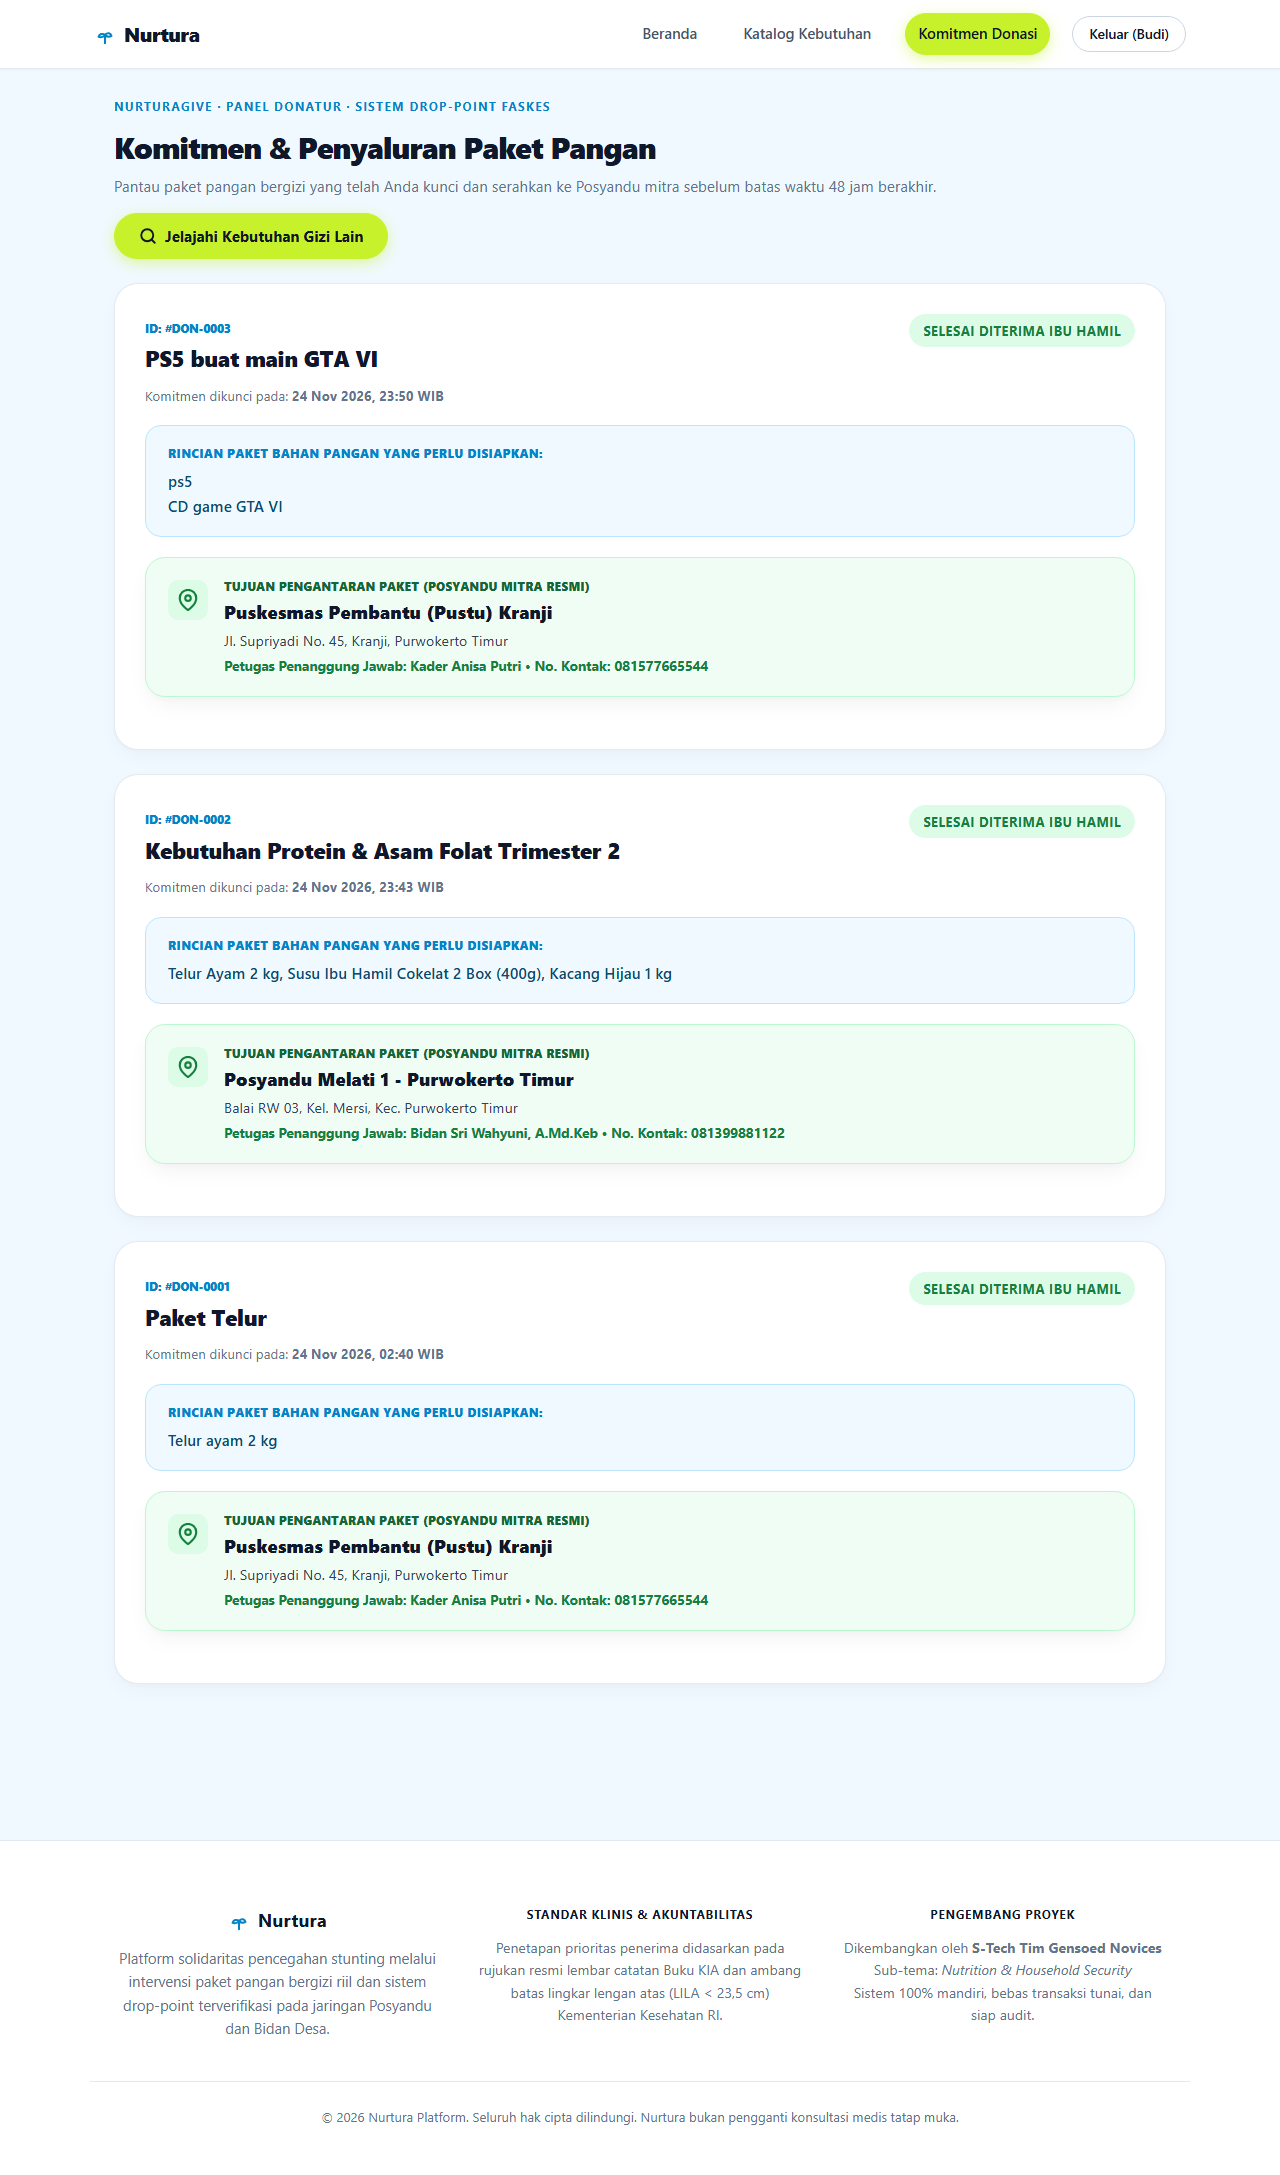 Nurtura
Beranda
Katalog Kebutuhan
Komitmen Donasi
Keluar (Budi)
NURTURAGIVE · PANEL DONATUR · SISTEM DROP-POINT FASKES
Komitmen & Penyaluran Paket Pangan
Pantau paket pangan bergizi yang telah Anda kunci dan serahkan ke Posyandu mitra sebelum batas waktu 48 jam berakhir.
Jelajahi Kebutuhan Gizi Lain
ID: #DON-0003
SELESAI DITERIMA IBU HAMIL
PS5 buat main GTA VI
Komitmen dikunci pada: 24 Nov 2026, 23:50 WIB
RINCIAN PAKET BAHAN PANGAN YANG PERLU DISIAPKAN:
ps5
CD game GTA VI
TUJUAN PENGANTARAN PAKET (POSYANDU MITRA RESMI)
Puskesmas Pembantu (Pustu) Kranji
Jl. Supriyadi No. 45, Kranji, Purwokerto Timur
Petugas Penanggung Jawab: Kader Anisa Putri • No. Kontak: 081577665544
ID: #DON-0002
SELESAI DITERIMA IBU HAMIL
Kebutuhan Protein & Asam Folat Trimester 2
Komitmen dikunci pada: 24 Nov 2026, 23:43 WIB
RINCIAN PAKET BAHAN PANGAN YANG PERLU DISIAPKAN:
Telur Ayam 2 kg, Susu Ibu Hamil Cokelat 2 Box (400g), Kacang Hijau 1 kg
TUJUAN PENGANTARAN PAKET (POSYANDU MITRA RESMI)
Posyandu Melati 1 - Purwokerto Timur
Balai RW 03, Kel. Mersi, Kec. Purwokerto Timur
Petugas Penanggung Jawab: Bidan Sri Wahyuni, A.Md.Keb • No. Kontak: 081399881122
ID: #DON-0001
SELESAI DITERIMA IBU HAMIL
Paket Telur
Komitmen dikunci pada: 24 Nov 2026, 02:40 WIB
RINCIAN PAKET BAHAN PANGAN YANG PERLU DISIAPKAN:
Telur ayam 2 kg
TUJUAN PENGANTARAN PAKET (POSYANDU MITRA RESMI)
Puskesmas Pembantu (Pustu) Kranji
Jl. Supriyadi No. 45, Kranji, Purwokerto Timur
Petugas Penanggung Jawab: Kader Anisa Putri • No. Kontak: 081577665544
Nurtura
Platform solidaritas pencegahan stunting melalui
intervensi paket pangan bergizi riil dan sistem
drop-point terverifikasi pada jaringan Posyandu
dan Bidan Desa.
STANDAR KLINIS & AKUNTABILITAS
Penetapan prioritas penerima didasarkan pada
rujukan resmi lembar catatan Buku KIA dan ambang
batas lingkar lengan atas (LILA < 23,5 cm)
Kementerian Kesehatan RI.
PENGEMBANG PROYEK
Dikembangkan oleh S-Tech Tim Gensoed Novices
Sub-tema: Nutrition & Household Security
Sistem 100% mandiri, bebas transaksi tunai, dan
siap audit.
© 2026 Nurtura Platform. Seluruh hak cipta dilindungi. Nurtura bukan pengganti konsultasi medis tatap muka.